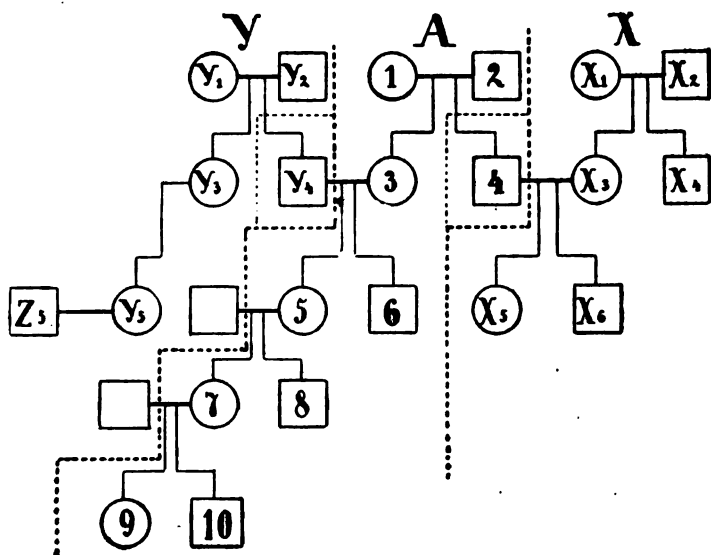 Y A X
Y₁ Y₂ 1 2 X₁ X₂
Y₃ Y₄ 3 4 X₃ X₄
Z₅ Y₅ 5 6 X₅ X₆
7 8
9 10